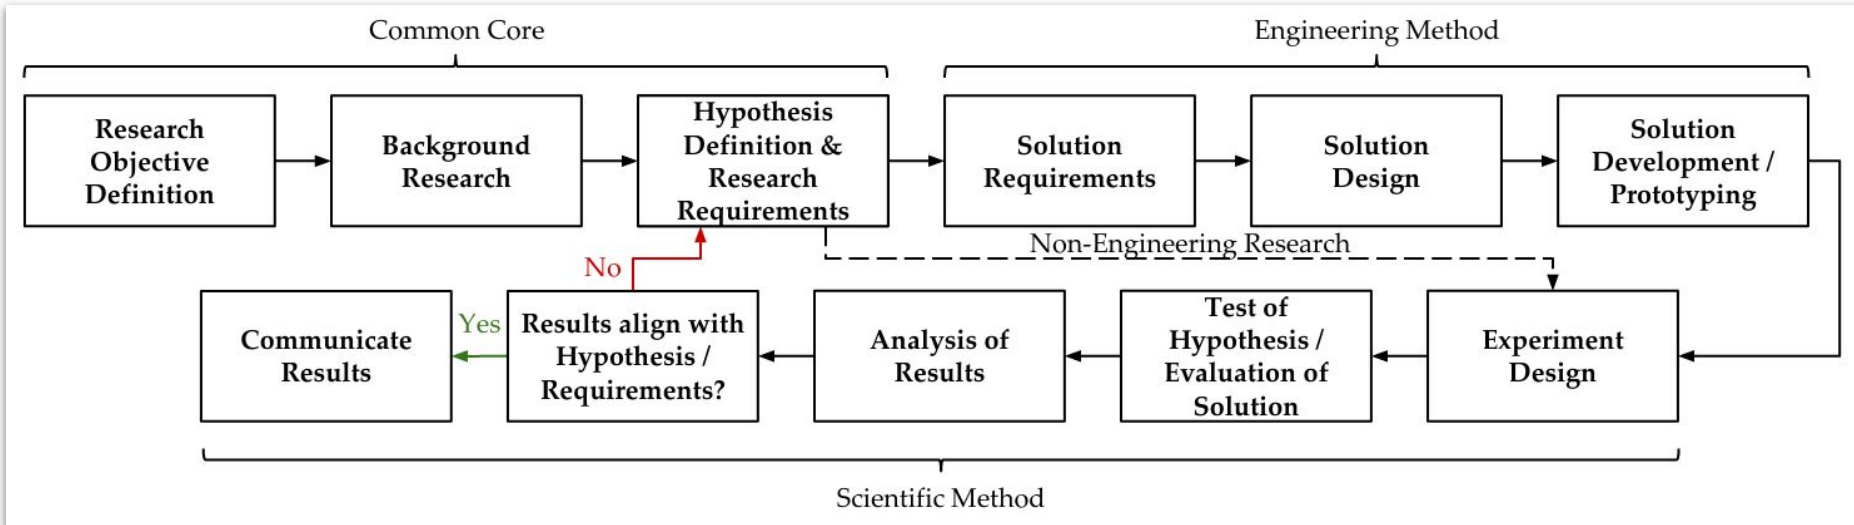 Common Core
Engineering Method
Research
Objective
Definition
Background
Research
Hypothesis
Definition &
Research
Requirements
Solution
Requirements
Solution
Design
Solution
Development /
Prototyping
Non-Engineering Research
No
Communicate
Results
Yes
Results align with
Hypothesis /
Requirements?
Analysis of
Results
Test of
Hypothesis /
Evaluation of
Solution
Experiment
Design
Scientific Method